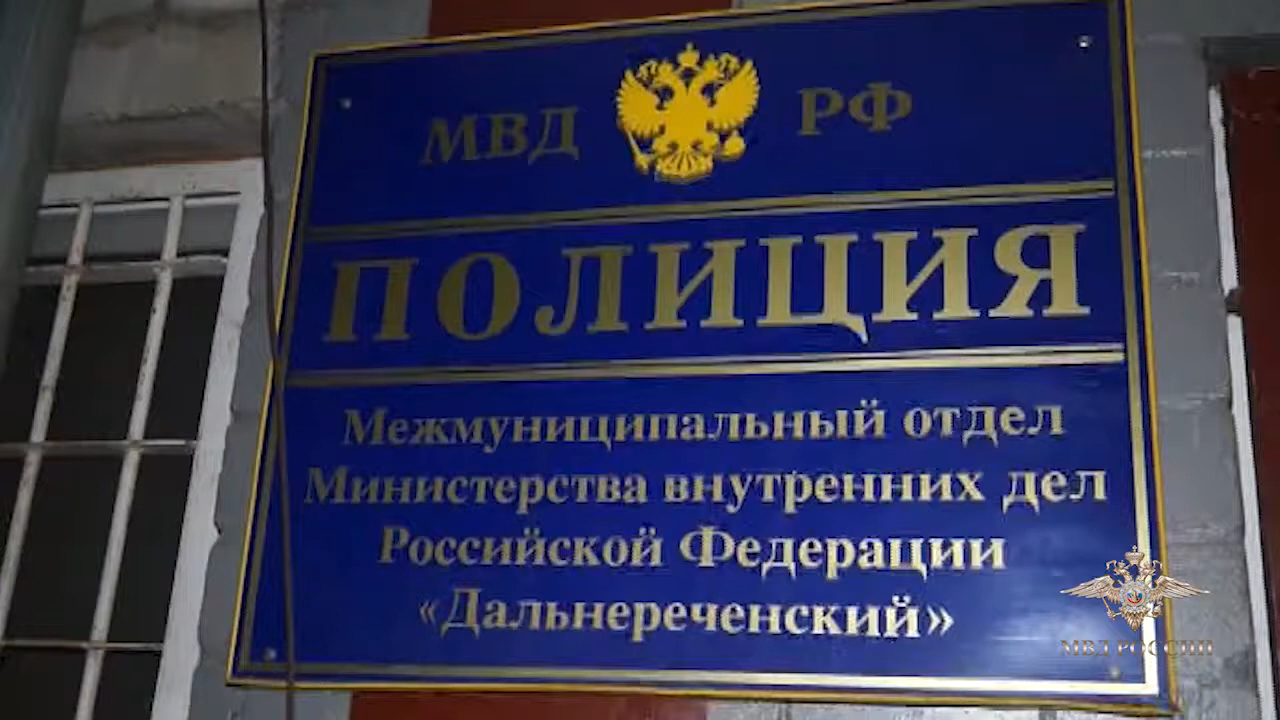 МВД РФ
ПОЛИЦИЯ
Межмуниципальный отдел
Министерства внутренних дел
Российской Федерации
«Дальнереченский»
МВД РОССИИ